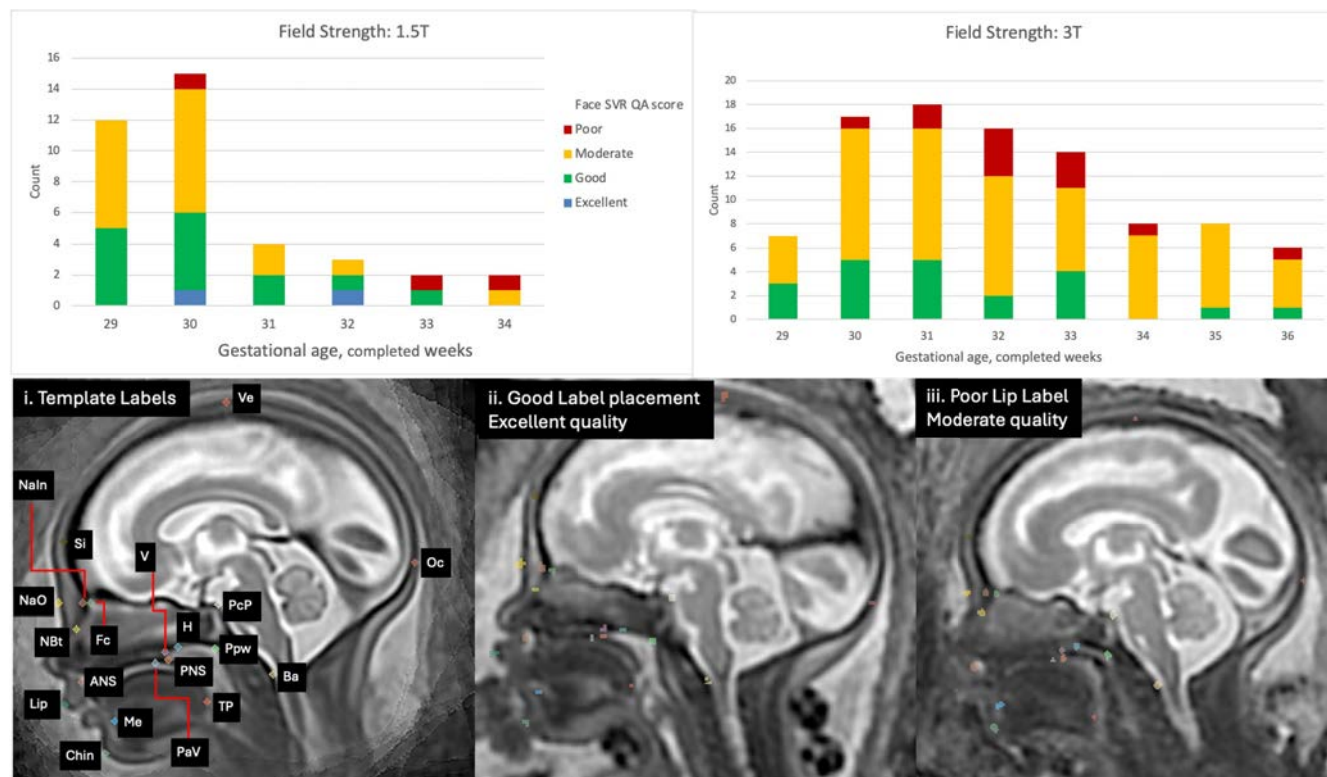 Field Strength: 1.5T
16
14
12
10
8
6
4
2
0
Count
29 30 31 32 33 34
Gestational age, completed weeks
Face SVR QA score
Poor
Moderate
Good
Excellent
Field Strength: 3T
20
18
16
14
12
10
8
6
4
2
0
Count
29 30 31 32 33 34 35 36
Gestational age, completed weeks
i. Template Labels
Ve
NaIn
Si
V
Oc
NaO
PcP
Fc
H
NBt
Ppw
PNS
Ba
ANS
Lip
TP
Me
Chin
PaV
ii. Good Label placement
Excellent quality
iii. Poor Lip Label
Moderate quality